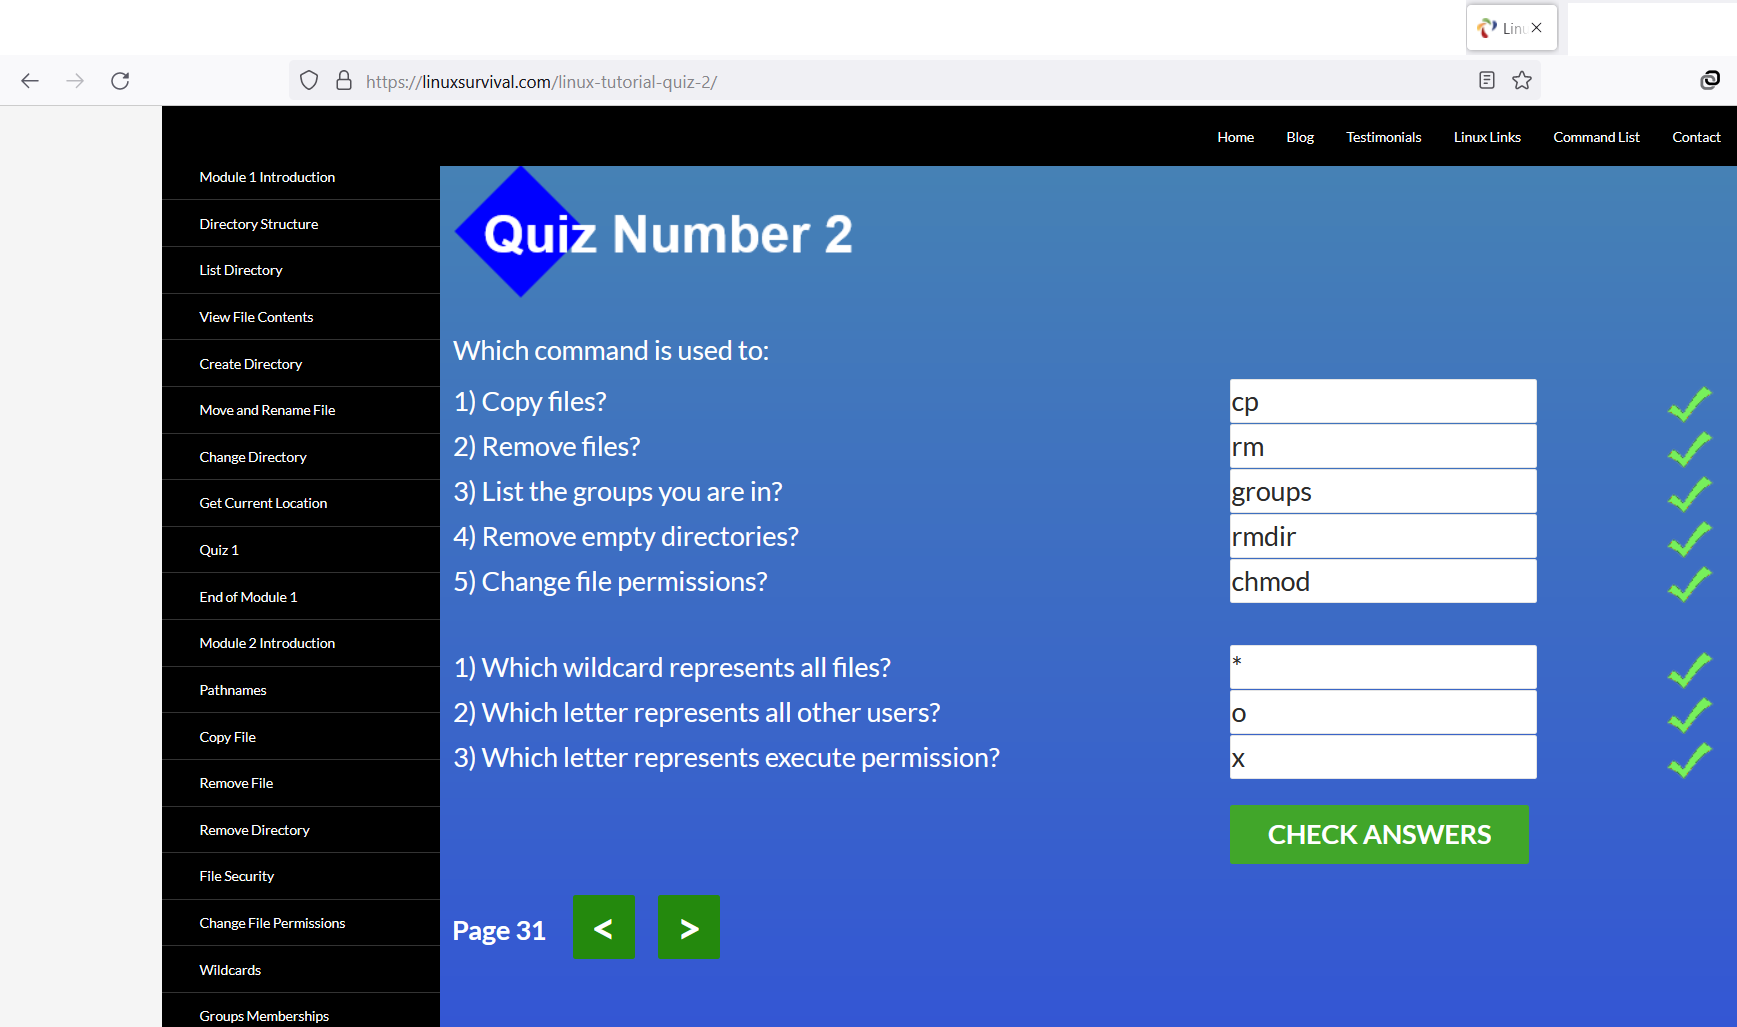 Linu
https://linuxsurvival.com/linux-tutorial-quiz-2/
Home Blog Testimonials Linux Links Command List Contact
Module 1 Introduction
Directory Structure
List Directory
View File Contents
Create Directory
Move and Rename File
Change Directory
Get Current Location
Quiz 1
End of Module 1
Module 2 Introduction
Pathnames
Copy File
Remove File
Remove Directory
File Security
Change File Permissions
Wildcards
Groups Memberships
Quiz Number 2
Which command is used to:
1) Copy files? cp
2) Remove files? rm
3) List the groups you are in? groups
4) Remove empty directories? rmdir
5) Change file permissions? chmod
1) Which wildcard represents all files? *
2) Which letter represents all other users? o
3) Which letter represents execute permission? x
CHECK ANSWERS
Page 31 < >